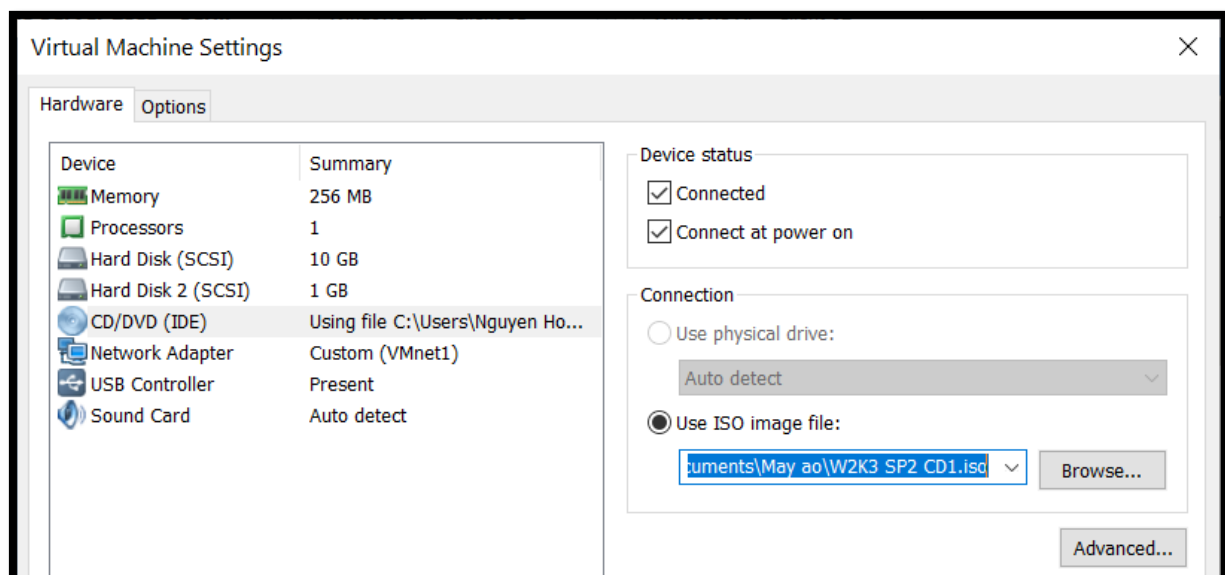 Virtual Machine Settings
Hardware Options
Device Summary
Memory 256 MB
Processors 1
Hard Disk (SCSI) 10 GB
Hard Disk 2 (SCSI) 1 GB
CD/DVD (IDE) Using file C:\Users\Nguyen Ho...
Network Adapter Custom (VMnet1)
USB Controller Present
Sound Card Auto detect
Device status
Connected
Connect at power on
Connection
Use physical drive:
Auto detect
Use ISO image file:
cuments\May ao\W2K3 SP2 CD1.iso
Browse...
Advanced...